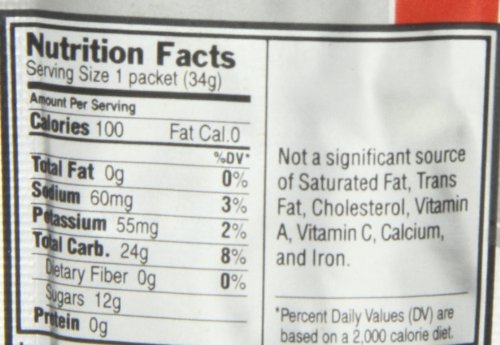 Nutrition Facts
Serving Size 1 packet (34g)
Amount Per Serving
Calories 100 Fat Cal.0
%DV*
Total Fat 0g 0%
Sodium 60mg 3%
Potassium 55mg 2%
Total Carb. 24g 8%
Dietary Fiber 0g 0%
Sugars 12g
Protein 0g
Not a significant source
of Saturated Fat, Trans
Fat, Cholesterol, Vitamin
A, Vitamin C, Calcium,
and Iron.
*Percent Daily Values (DV) are
based on a 2,000 calorie diet.